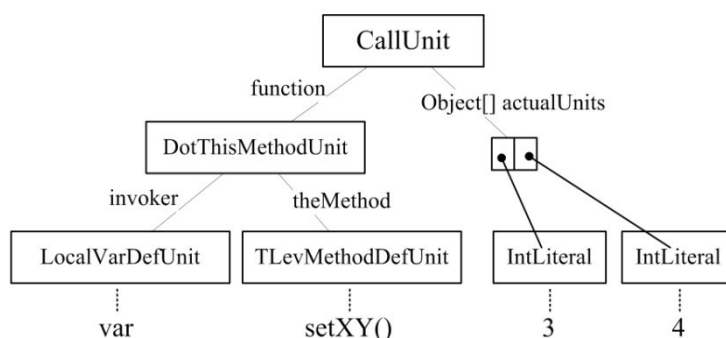 CallUnit
function
Object[] actualUnits
DotThisMethodUnit
invoker
theMethod
LocalVarDefUnit
TLevMethodDefUnit
IntLiteral
IntLiteral
var
setXY()
3
4